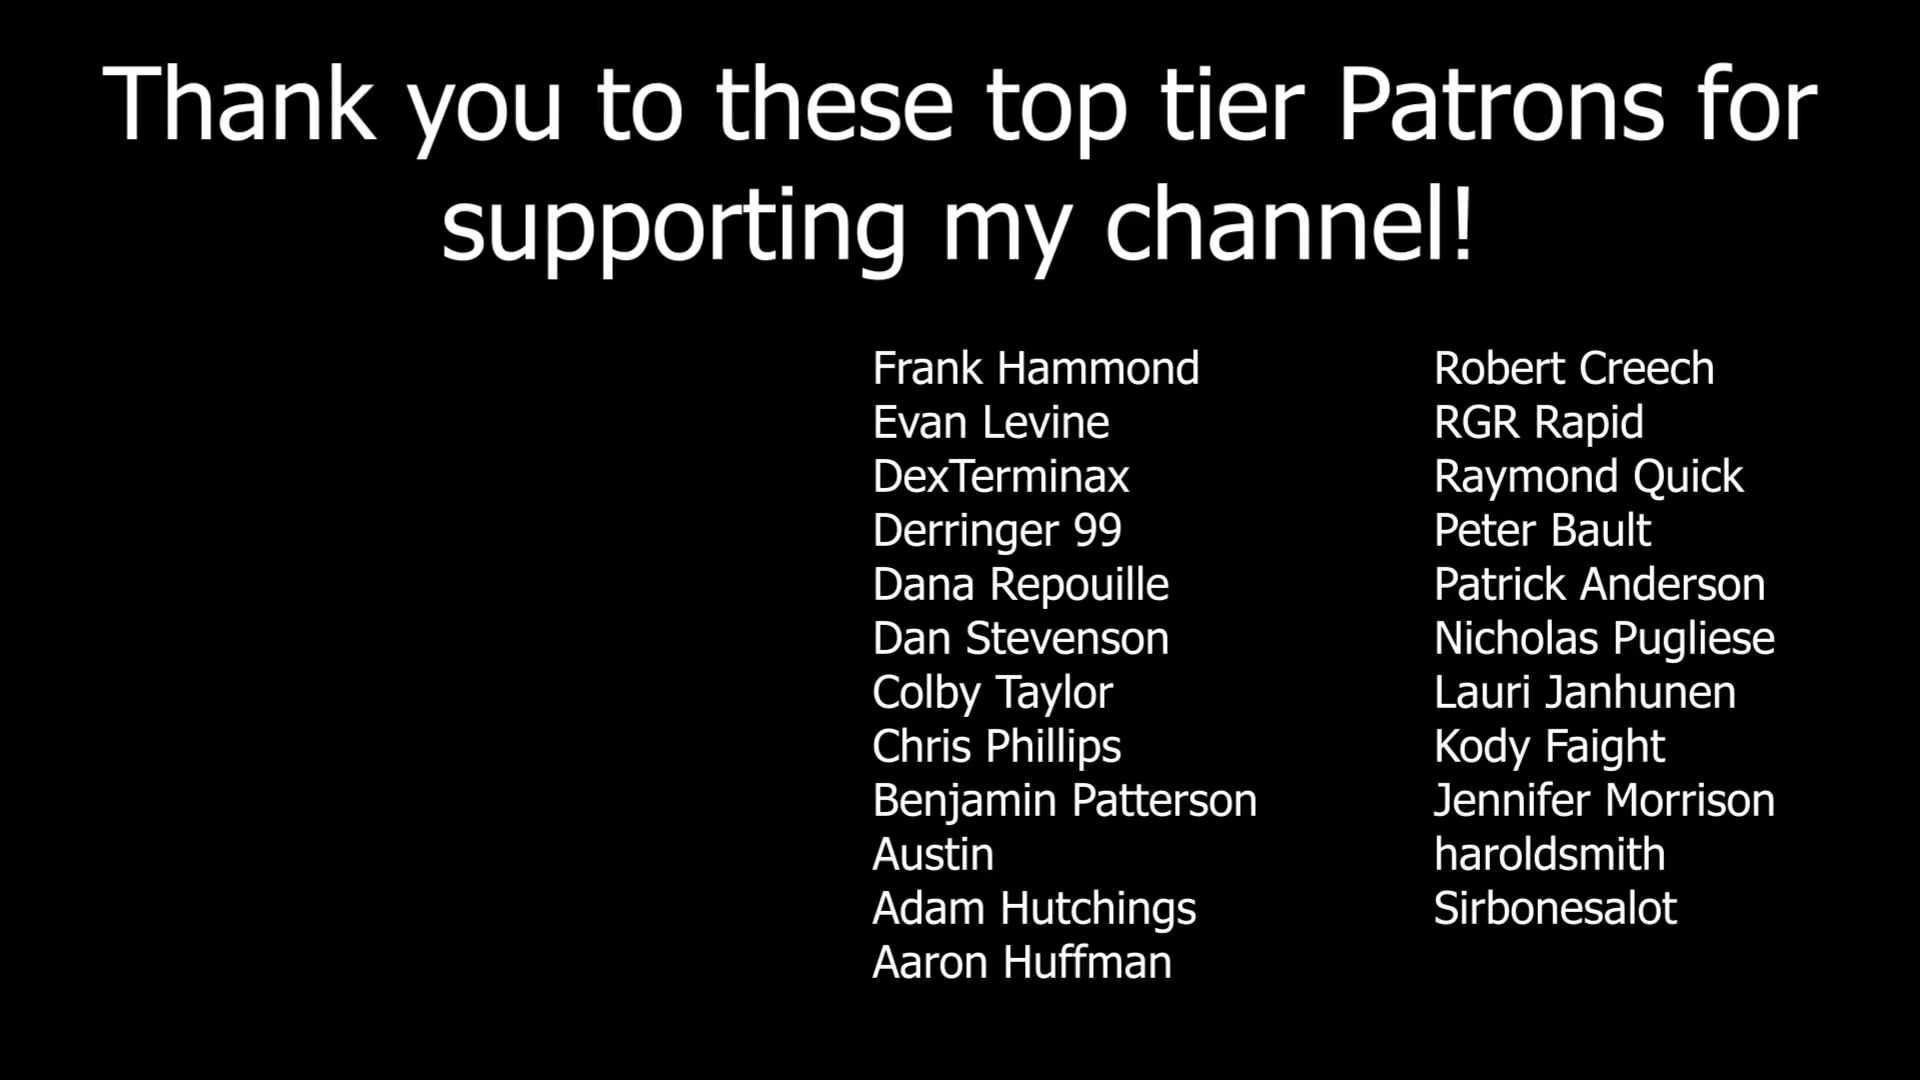 Thank you to these top tier Patrons for
supporting my channel!
Frank Hammond
Evan Levine
DexTerminax
Derringer 99
Dana Repouille
Dan Stevenson
Colby Taylor
Chris Phillips
Benjamin Patterson
Austin
Adam Hutchings
Aaron Huffman
Robert Creech
RGR Rapid
Raymond Quick
Peter Bault
Patrick Anderson
Nicholas Pugliese
Lauri Janhunen
Kody Faight
Jennifer Morrison
haroldsmith
Sirbonesalot